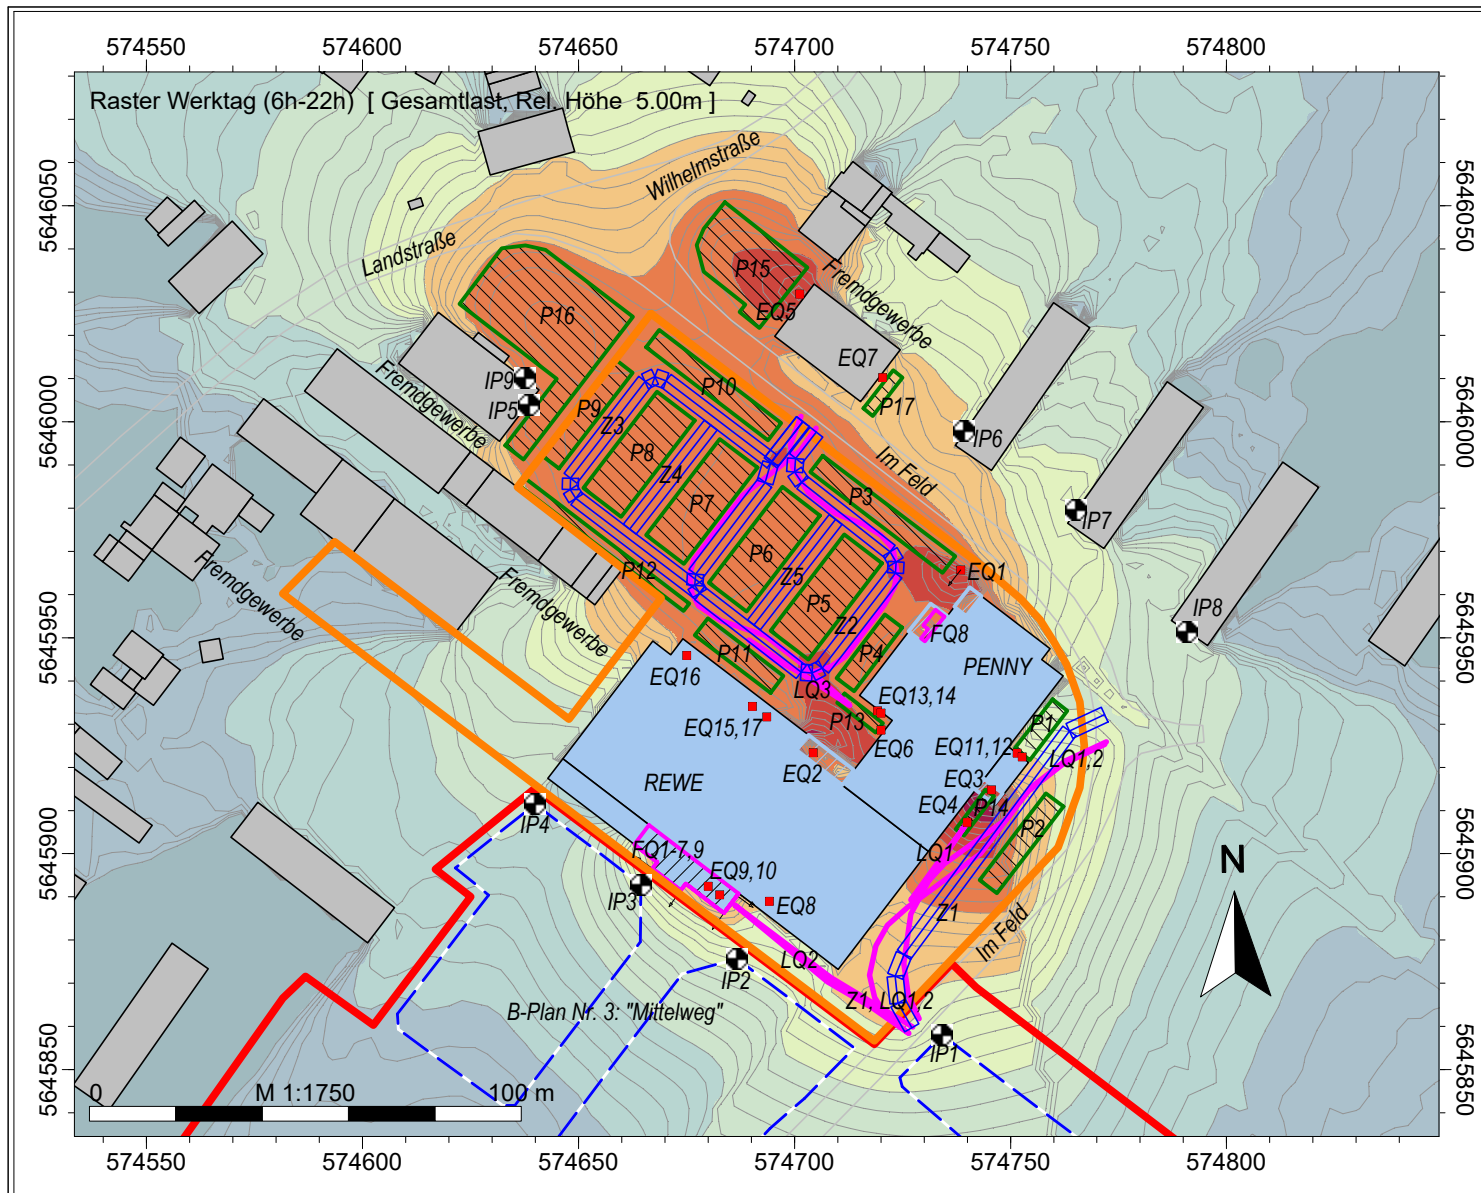 574550 574600 574650 574700 574750 574800
Raster Werktag (6h-22h) [ Gesamtlast, Rel. Höhe 5.00m ]
5646050 5646000 5645950 5645900 5645850
5646050 5646000 5645950 5645900 5645850
Wilhelmstraße
Landstraße
P15
Fremdgewerbe
EQ5
P16
EQ7
P17
IP9
P10
Fremdgewerbe
IP5
P9
Z3
IP6
P8
Im Feld
Z4
P3
P7
IP7
P6
EQ1
Z5
P12
Fremdgewerbe
Fremdgewerbe
P5
IP8
Z2
FQ8
P11
P4
PENNY
EQ16
LQ3
EQ13,14
P13
P1
EQ15,17
EQ6
EQ11,12
LQ1,2
EQ2
EQ3
REWE
EQ4
P14
P2
IP4
FQ1-7,9
LQ1
EQ9,10
IP3
EQ8
Z1
Im Feld
N
LQ2
IP2
Z1, LQ1,2
B-Plan Nr. 3: "Mittelweg"
IP1
0 M 1:1750 100 m
574550 574600 574650 574700 574750 574800